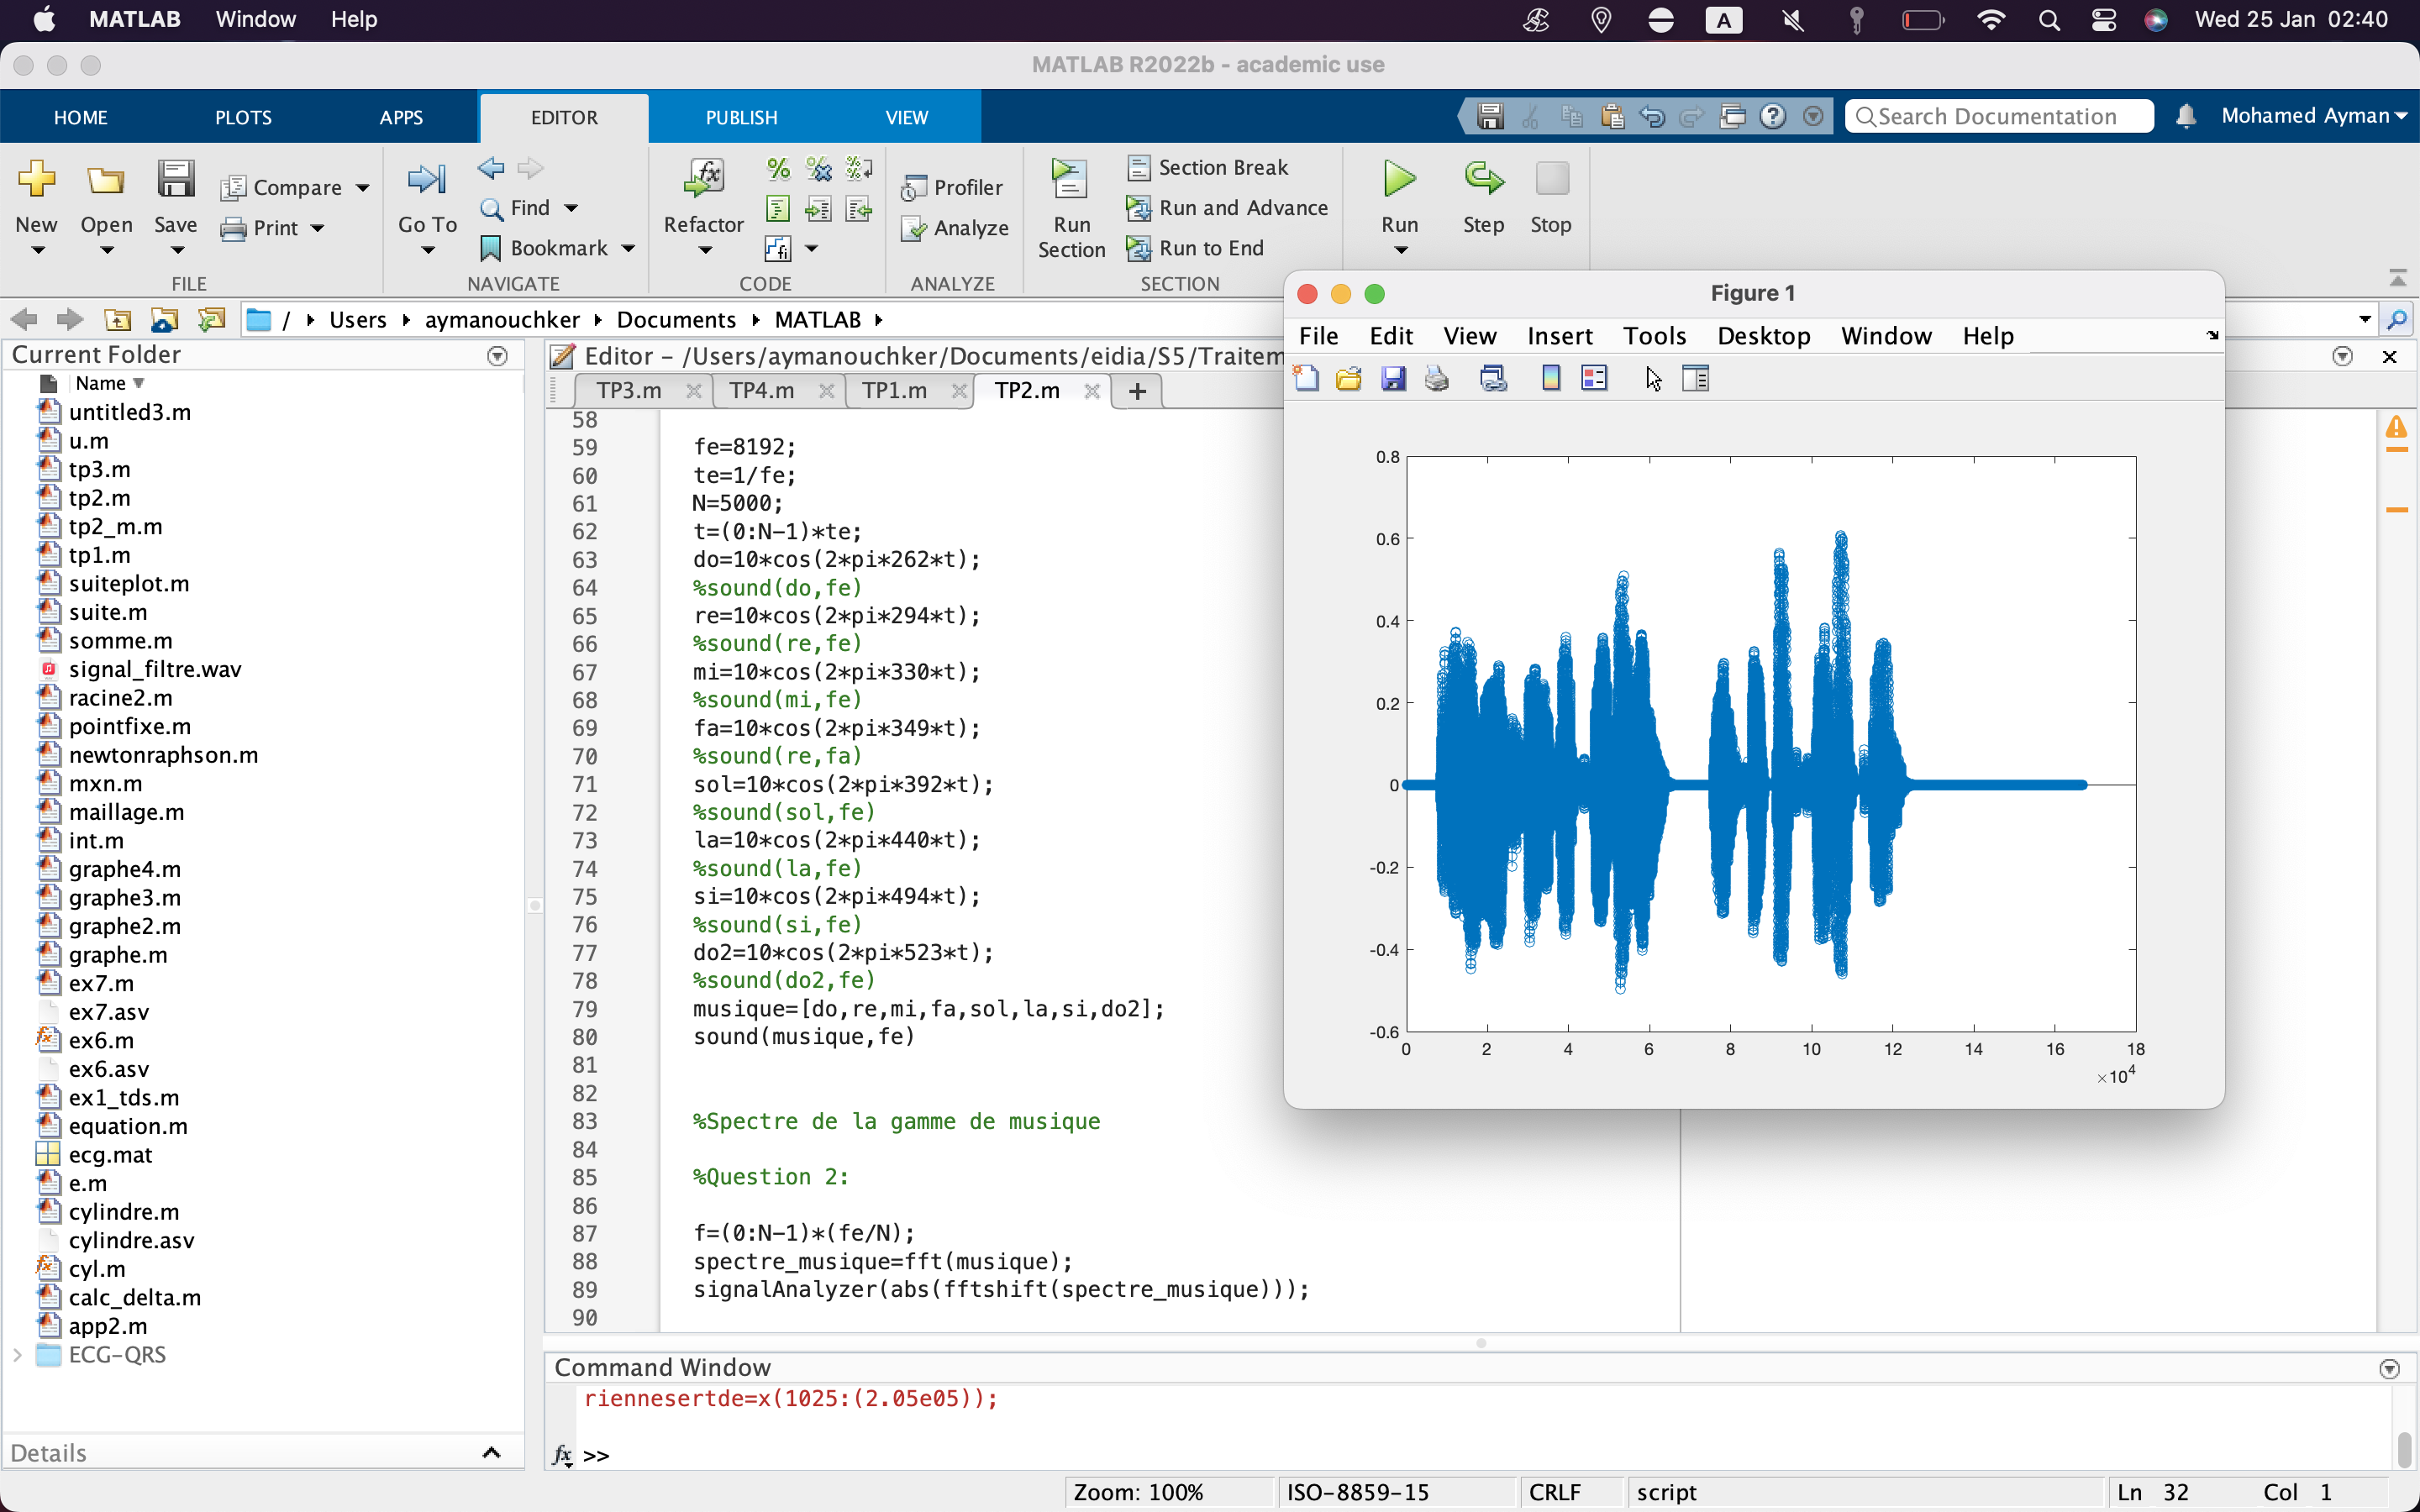 MATLAB Window Help A Wed 25 Jan 02:40
MATLAB R2022b - academic use
HOME PLOTS APPS EDITOR PUBLISH VIEW Search Documentation Mohamed Ayman
New Open Save Compare Print
FILE
Go To Find Bookmark
NAVIGATE
Refactor
CODE
Profiler
Analyze
ANALYZE
Run Section
Section Break
Run and Advance
Run to End
SECTION
Run Step Stop
/ Users aymanouchker Documents MATLAB
Current Folder
Name
untitled3.m
u.m
tp3.m
tp2.m
tp2_m.m
tp1.m
suiteplot.m
suite.m
somme.m
signal_filtre.wav
racine2.m
pointfixe.m
newtonraphson.m
mxn.m
maillage.m
int.m
graphe4.m
graphe3.m
graphe2.m
graphe.m
ex7.m
ex7.asv
ex6.m
ex6.asv
ex1_tds.m
equation.m
ecg.mat
e.m
cylindre.m
cylindre.asv
cyl.m
calc_delta.m
app2.m
ECG-QRS
Details
Editor - /Users/aymanouchker/Documents/eidia/S5/Traitem
TP3.m TP4.m TP1.m TP2.m +
58
59 fe=8192;
60 te=1/fe;
61 N=5000;
62 t=(0:N-1)*te;
63 do=10*cos(2*pi*262*t);
64 %sound(do,fe)
65 re=10*cos(2*pi*294*t);
66 %sound(re,fe)
67 mi=10*cos(2*pi*330*t);
68 %sound(mi,fe)
69 fa=10*cos(2*pi*349*t);
70 %sound(re,fa)
71 sol=10*cos(2*pi*392*t);
72 %sound(sol,fe)
73 la=10*cos(2*pi*440*t);
74 %sound(la,fe)
75 si=10*cos(2*pi*494*t);
76 %sound(si,fe)
77 do2=10*cos(2*pi*523*t);
78 %sound(do2,fe)
79 musique=[do,re,mi,fa,sol,la,si,do2];
80 sound(musique,fe)
81
82
83 %Spectre de la gamme de musique
84
85 %Question 2:
86
87 f=(0:N-1)*(fe/N);
88 spectre_musique=fft(musique);
89 signalAnalyzer(abs(fftshift(spectre_musique)));
90
Figure 1
File Edit View Insert Tools Desktop Window Help
0.8
0.6
0.4
0.2
0
-0.2
-0.4
-0.6
0 2 4 6 8 10 12 14 16 18
×10^4
Command Window
riennesertde=x(1025:(2.05e05));
fx >>
Zoom: 100% ISO-8859-15 CRLF script Ln 32 Col 1